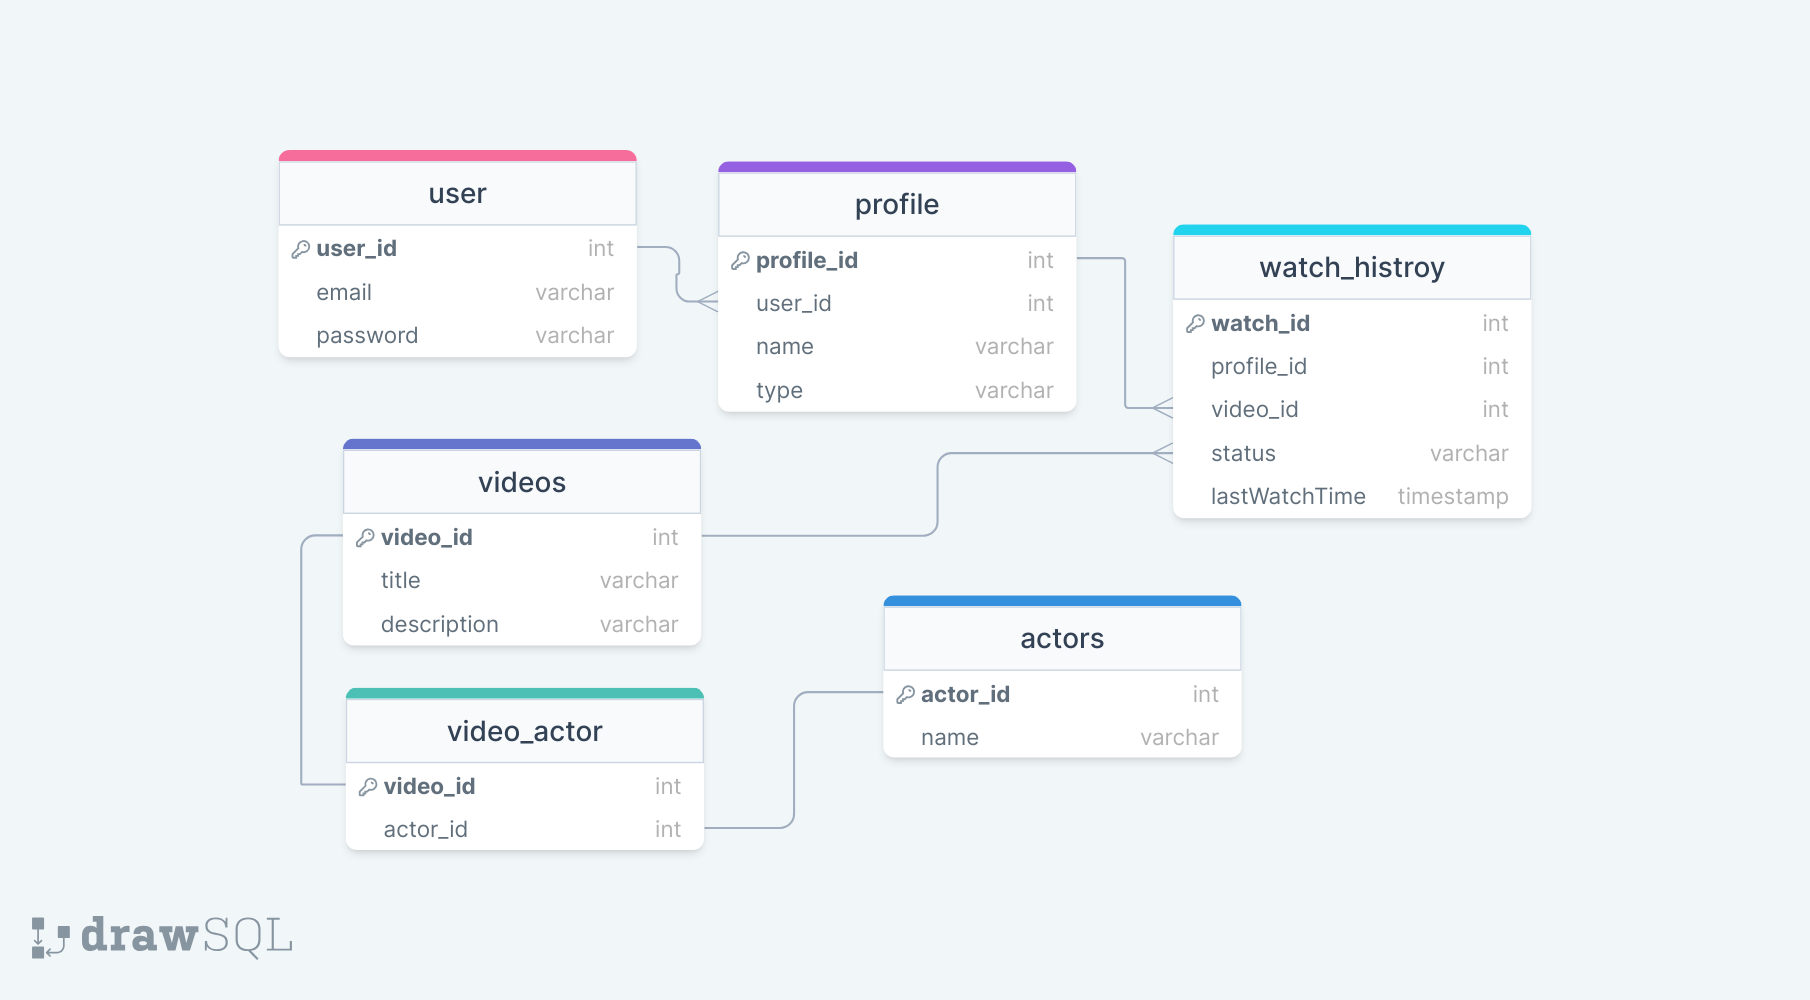 user
user_id int
email varchar
password varchar
profile
profile_id int
user_id int
name varchar
type varchar
watch_histroy
watch_id int
profile_id int
video_id int
status varchar
lastWatchTime timestamp
videos
video_id int
title varchar
description varchar
actors
actor_id int
name varchar
video_actor
video_id int
actor_id int
drawSQL